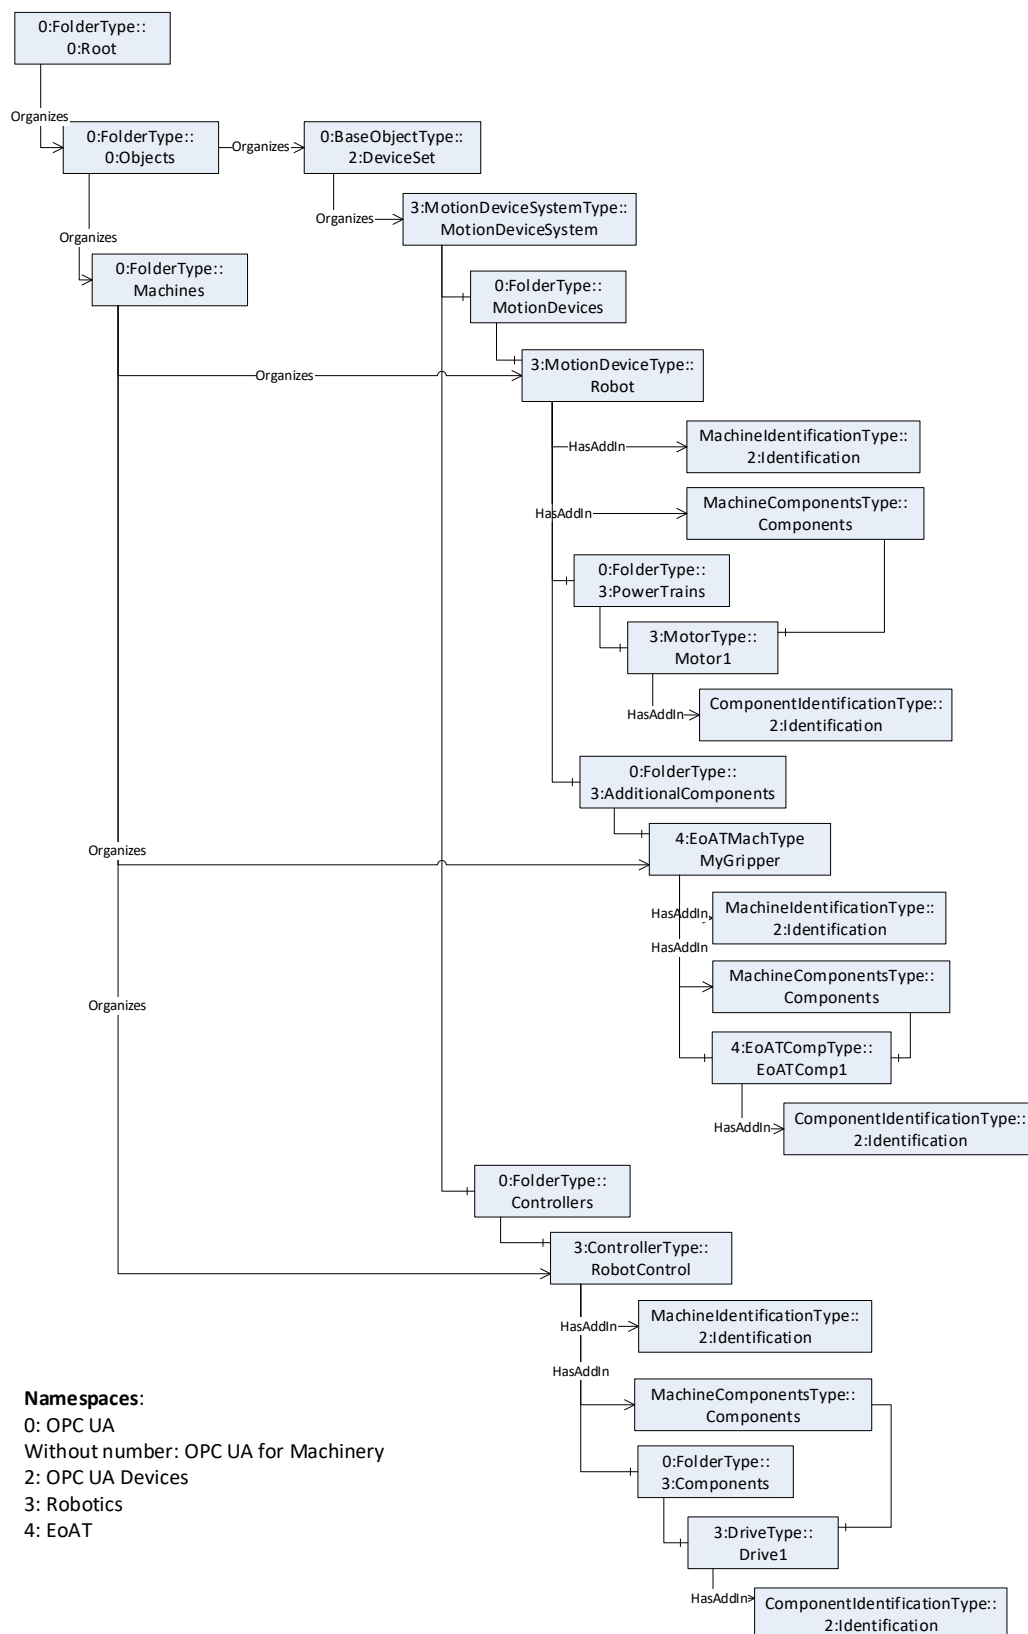 0:FolderType::
0:Root
Organizes
0:FolderType::
0:Objects
Organizes
0:BaseObjectType::
2:DeviceSet
Organizes
3:MotionDeviceSystemType::
MotionDeviceSystem
Organizes
0:FolderType::
Machines
0:FolderType::
MotionDevices
Organizes
3:MotionDeviceType::
Robot
HasAddIn
MachineIdentificationType::
2:Identification
HasAddIn
MachineComponentsType::
Components
0:FolderType::
3:PowerTrains
3:MotorType::
Motor1
HasAddIn
ComponentIdentificationType::
2:Identification
0:FolderType::
3:AdditionalComponents
Organizes
4:EoATMachType
MyGripper
HasAddIn
MachineIdentificationType::
2:Identification
HasAddIn
MachineComponentsType::
Components
Organizes
4:EoATCompType::
EoATComp1
HasAddIn
ComponentIdentificationType::
2:Identification
0:FolderType::
Controllers
3:ControllerType::
RobotControl
HasAddIn
MachineIdentificationType::
2:Identification
HasAddIn
MachineComponentsType::
Components
0:FolderType::
3:Components
3:DriveType::
Drive1
HasAddIn
ComponentIdentificationType::
2:Identification
Namespaces:
0: OPC UA
Without number: OPC UA for Machinery
2: OPC UA Devices
3: Robotics
4: EoAT